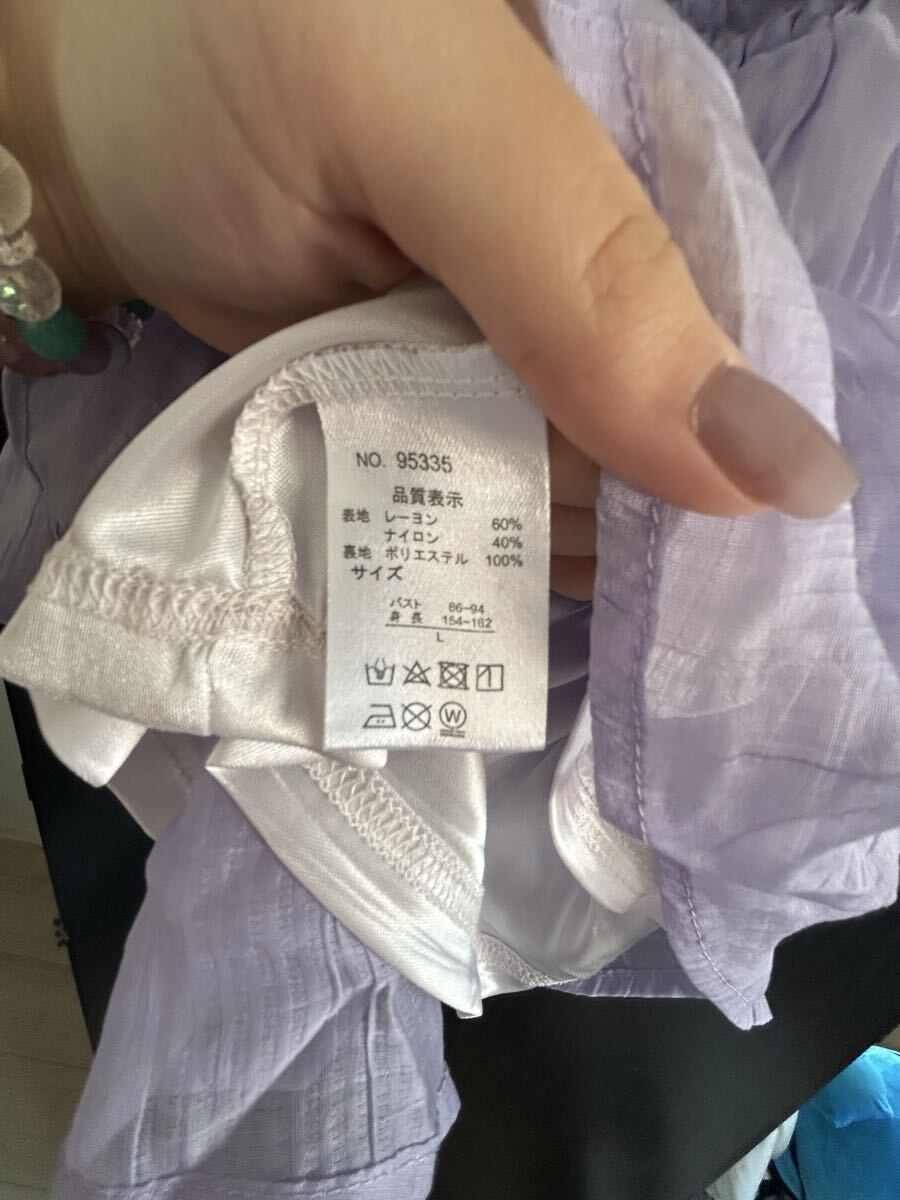 NO. 95335
品質表示
表地 レーヨン 60%
ナイロン 40%
裏地 ポリエステル 100%
サイズ
バスト 86-94
身長 154-162
L
W